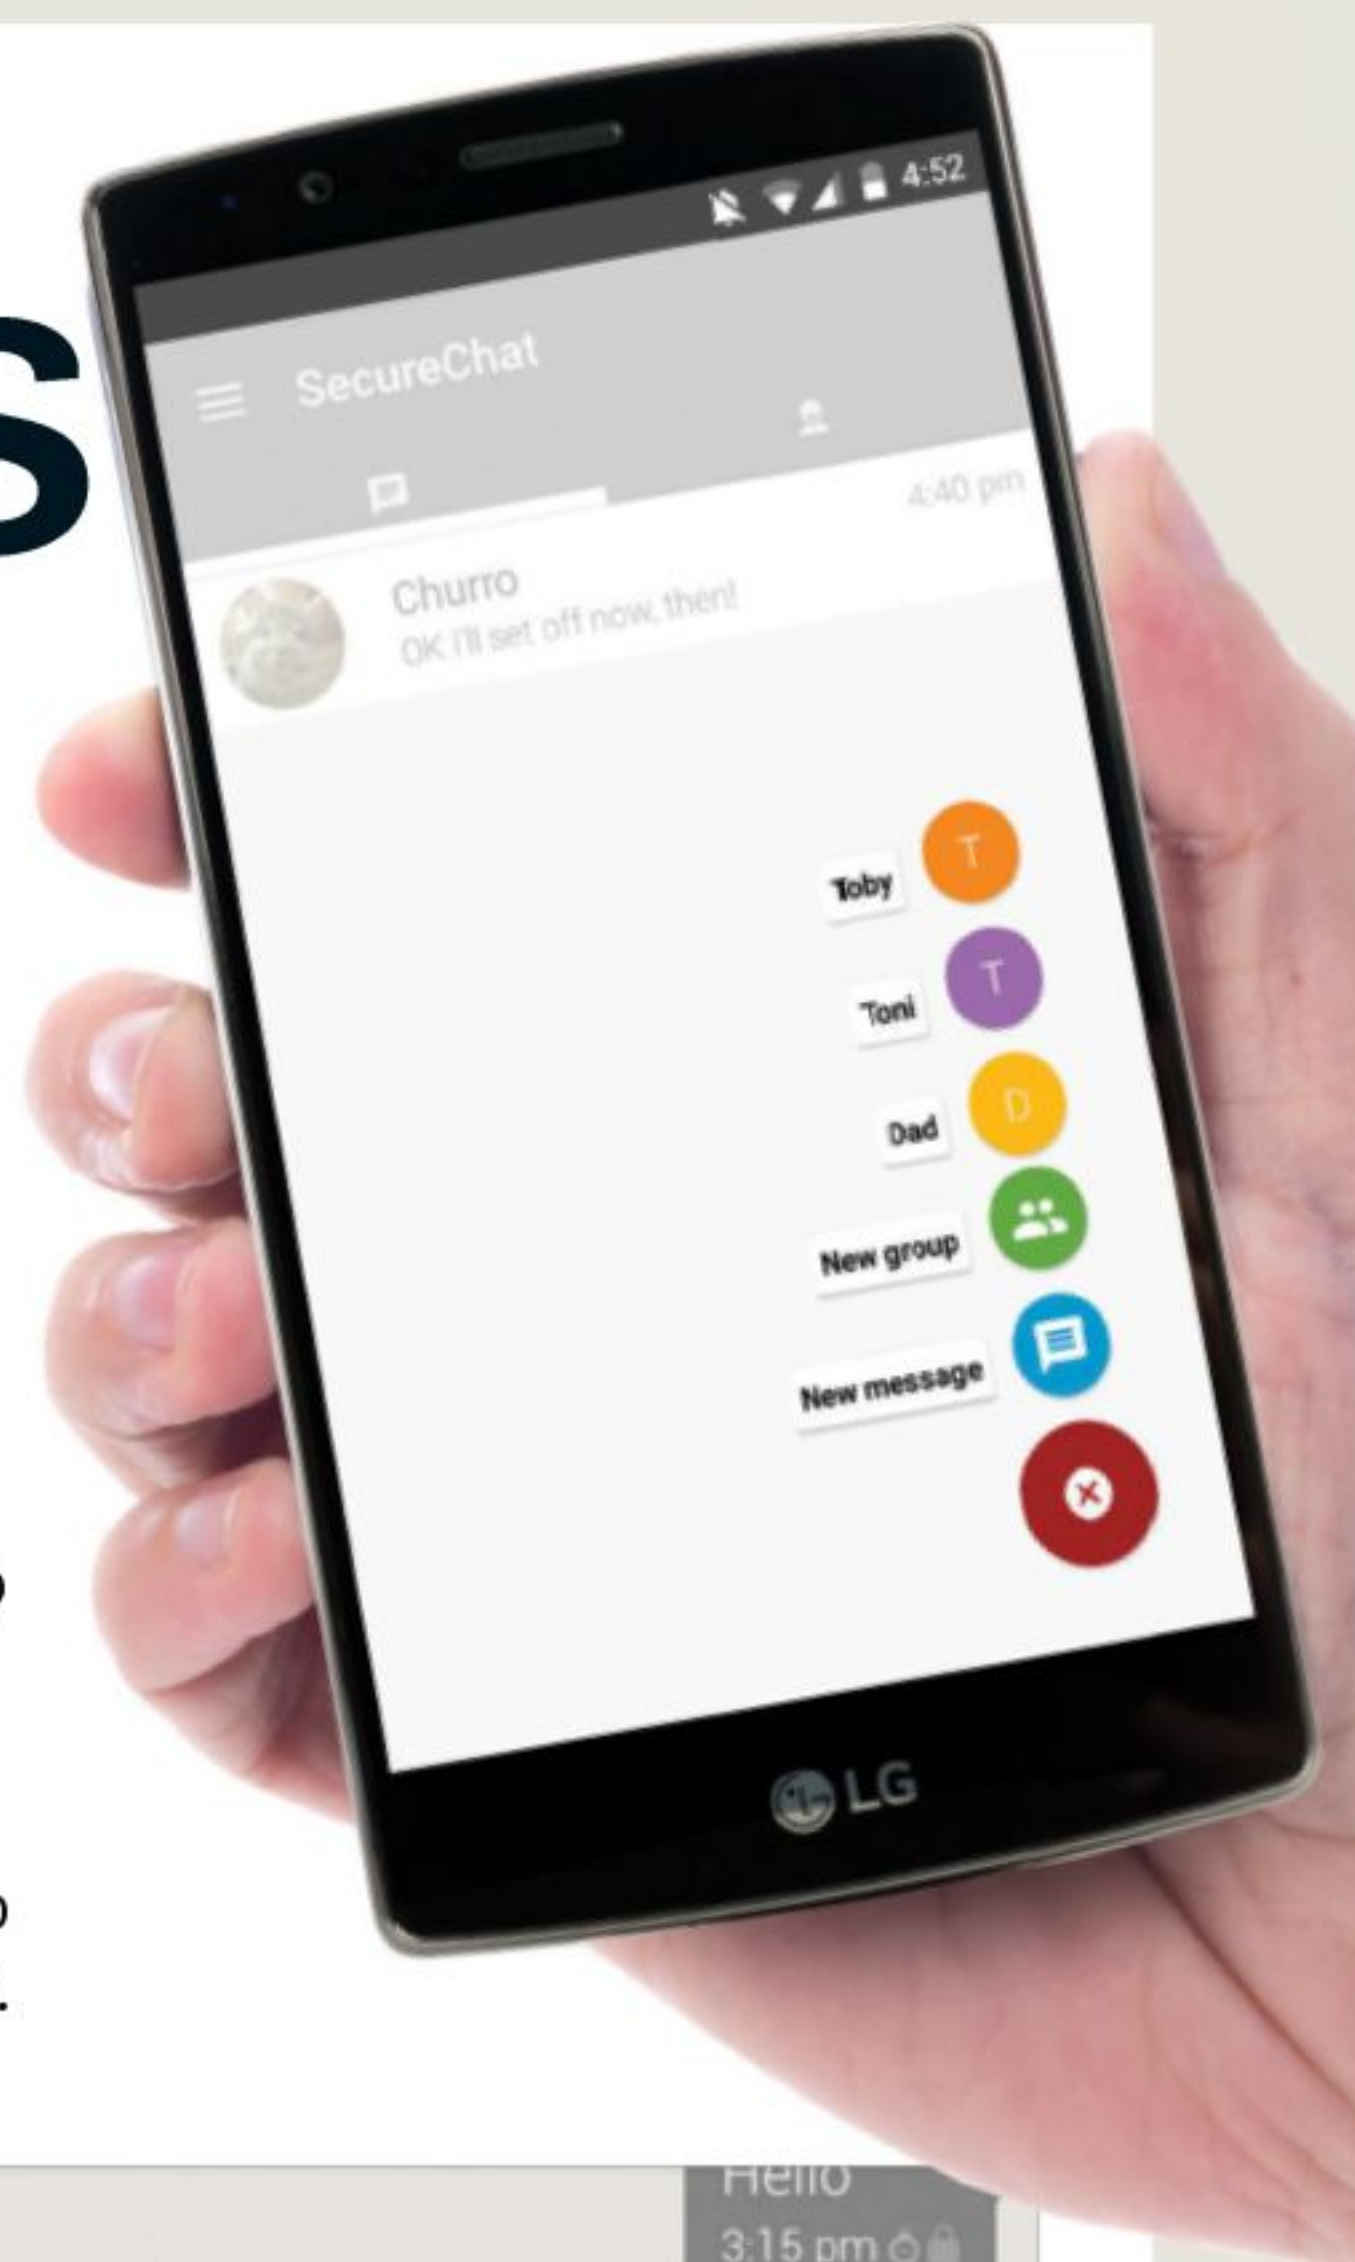 S
4:52
SecureChat
4:40 pm
Churro
OK I'll set off now, then!
T
Toby
T
Toni
D
Dad
New group
New message
LG
.
Hello
3:15 pm